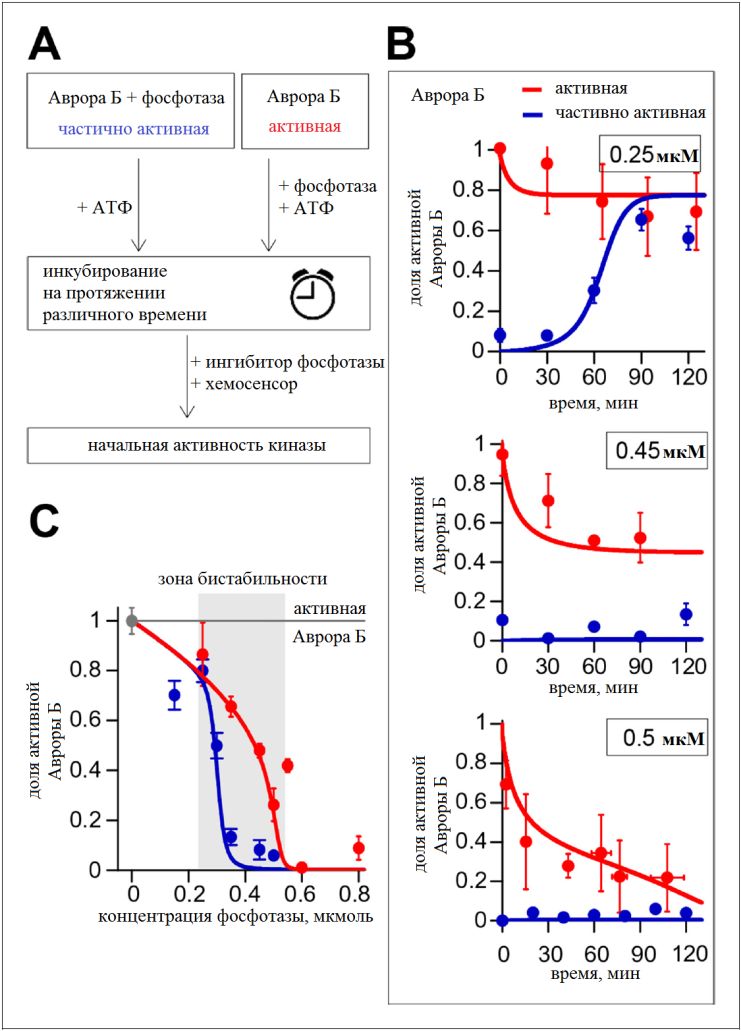 A
Аврора Б + фосфотаза
частично активная
Аврора Б
активная
+ АТФ
+ фосфотаза
+ АТФ
инкубирование
на протяжении
различного времени
+ ингибитор фосфотазы
+ хемосенсор
начальная активность киназы
B
Аврора Б
активная
частивно активная
0.25 мкМ
доля активной
Авроры Б
1
0.8
0.6
0.4
0.2
0
0 30 60 90 120
время, мин
0.45 мкМ
доля активной
Авроры Б
1
0.8
0.6
0.4
0.2
0
0 30 60 90 120
время, мин
0.5 мкМ
доля активной
Авроры Б
1
0.8
0.6
0.4
0.2
0
0 30 60 90 120
время, мин
C
зона бистабильности
активная
Аврора Б
доля активной
Авроры Б
1
0.8
0.6
0.4
0.2
0
0 0.2 0.4 0.6 0.8
концентрация фосфотазы, мкмоль